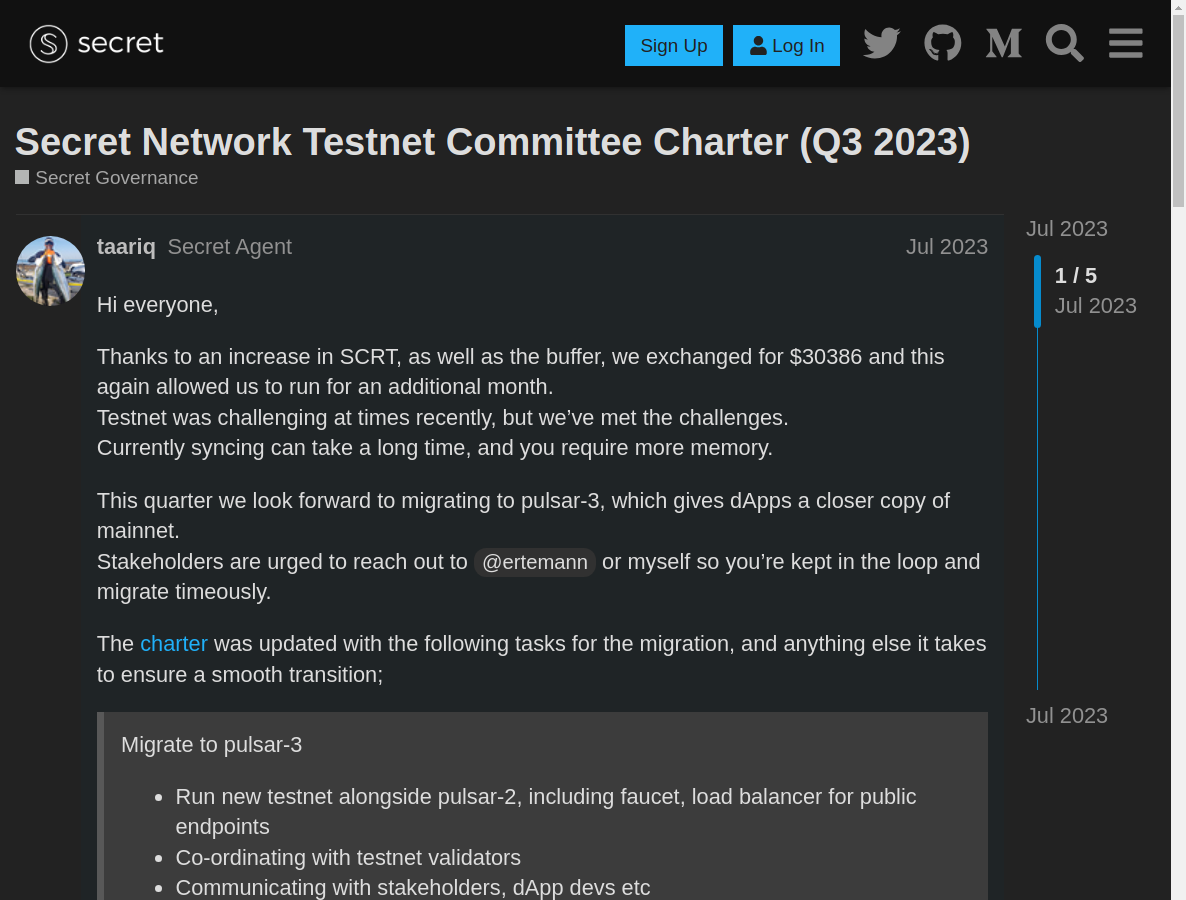 secret
Sign Up
Log In
Secret Network Testnet Committee Charter (Q3 2023)
Secret Governance
taariq Secret Agent
Jul 2023
Hi everyone,
Thanks to an increase in SCRT, as well as the buffer, we exchanged for $30386 and this
again allowed us to run for an additional month.
Testnet was challenging at times recently, but we’ve met the challenges.
Currently syncing can take a long time, and you require more memory.
This quarter we look forward to migrating to pulsar-3, which gives dApps a closer copy of
mainnet.
Stakeholders are urged to reach out to @ertemann or myself so you’re kept in the loop and
migrate timeously.
The charter was updated with the following tasks for the migration, and anything else it takes
to ensure a smooth transition;
Migrate to pulsar-3
• Run new testnet alongside pulsar-2, including faucet, load balancer for public
endpoints
• Co-ordinating with testnet validators
• Communicating with stakeholders, dApp devs etc
Jul 2023
1 / 5
Jul 2023
Jul 2023